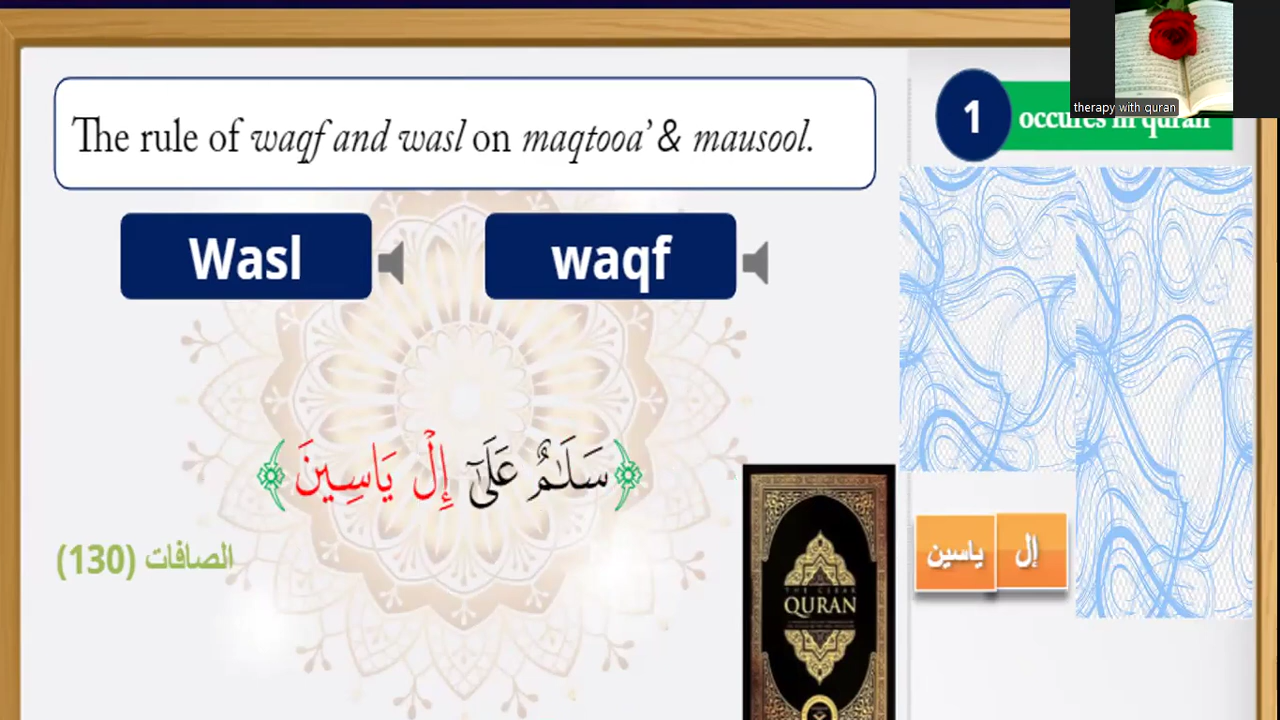 The rule of waqf and wasl on maqtooa’ & mausool.
1 occures in quran
therapy with quran
Wasl waqf
﴿سَلَـٰمٌ عَلَىٰٓ إِلْ يَاسِينَ﴾
الصافات (130)
إل ياسين
THE CLEAR
QURAN